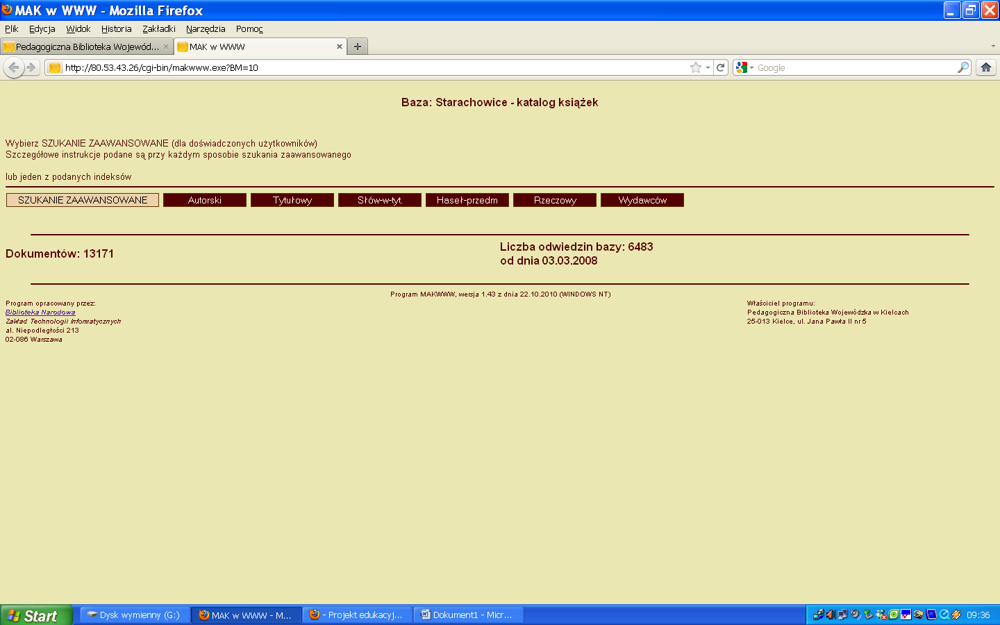 MAK w WWW - Mozilla Firefox
Plik Edycja Widok Historia Zakładki Narzędzia Pomoc
Pedagogiczna Biblioteka Wojewód... MAK w WWW
http://80.53.43.26/cgi-bin/makwww.exe?BM=10 Google
Baza: Starachowice - katalog książek
Wybierz SZUKANIE ZAAWANSOWANE (dla doświadczonych użytkowników)
Szczegółowe instrukcje podane są przy każdym sposobie szukania zaawansowanego
lub jeden z podanych indeksów
SZUKANIE ZAAWANSOWANE Autorski Tytułowy Słów-w-tyt. Haseł-przedm Rzeczowy Wydawców
Dokumentów: 13171
Liczba odwiedzin bazy: 6483
od dnia 03.03.2008
Program MAKWWW, wersja 1.43 z dnia 22.10.2010 (WINDOWS NT)
Program opracowany przez:
Biblioteka Narodowa
Zakład Technologii Informatycznych
al. Niepodległości 213
02-086 Warszawa
Właściciel programu:
Pedagogiczna Biblioteka Wojewódzka w Kielcach
25-013 Kielce, ul. Jana Pawła II nr 5
Start Dysk wymienny (G:) MAK w WWW - M... - Projekt edukacyj... Dokument1 - Micr... 09:36